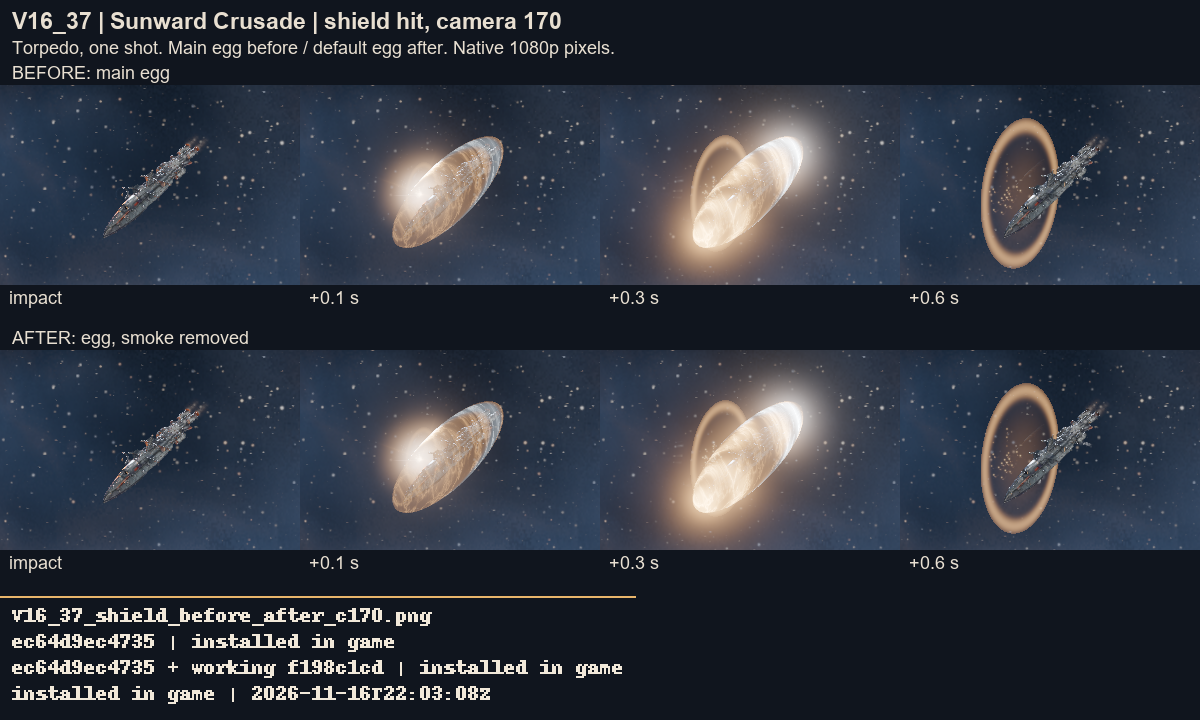 V16_37 | Sunward Crusade | shield hit, camera 170
Torpedo, one shot. Main egg before / default egg after. Native 1080p pixels.
BEFORE: main egg
impact
+0.1 s
+0.3 s
+0.6 s
AFTER: egg, smoke removed
impact
+0.1 s
+0.3 s
+0.6 s
V16_37_shield_before_after_c170.png
ec64d9ec4735 | installed in game
ec64d9ec4735 + working f198c1cd | installed in game
installed in game | 2026-11-16T22:03:08Z